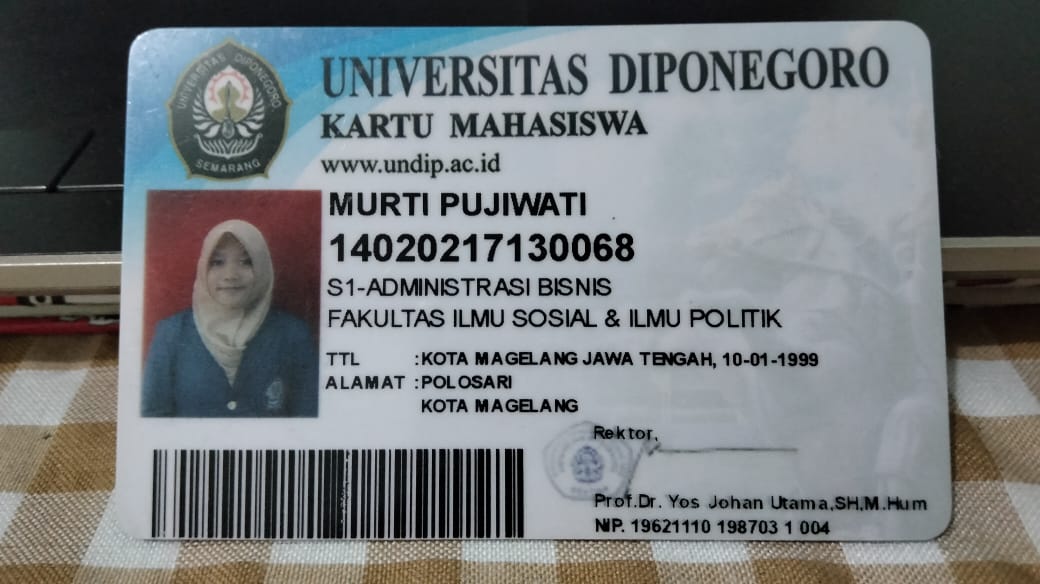 UNIVERSITAS DIPONEGORO
SEMARANG
UNIVERSITAS DIPONEGORO
KARTU MAHASISWA
www.undip.ac.id
MURTI PUJIWATI
14020217130068
S1-ADMINISTRASI BISNIS
FAKULTAS ILMU SOSIAL & ILMU POLITIK
TTL :KOTA MAGELANG JAWA TENGAH, 10-01-1999
ALAMAT :POLOSARI
KOTA MAGELANG
Rektor,
Prof.Dr. Yos Johan Utama,SH,M.Hum
NIP. 19621110 198703 1 004